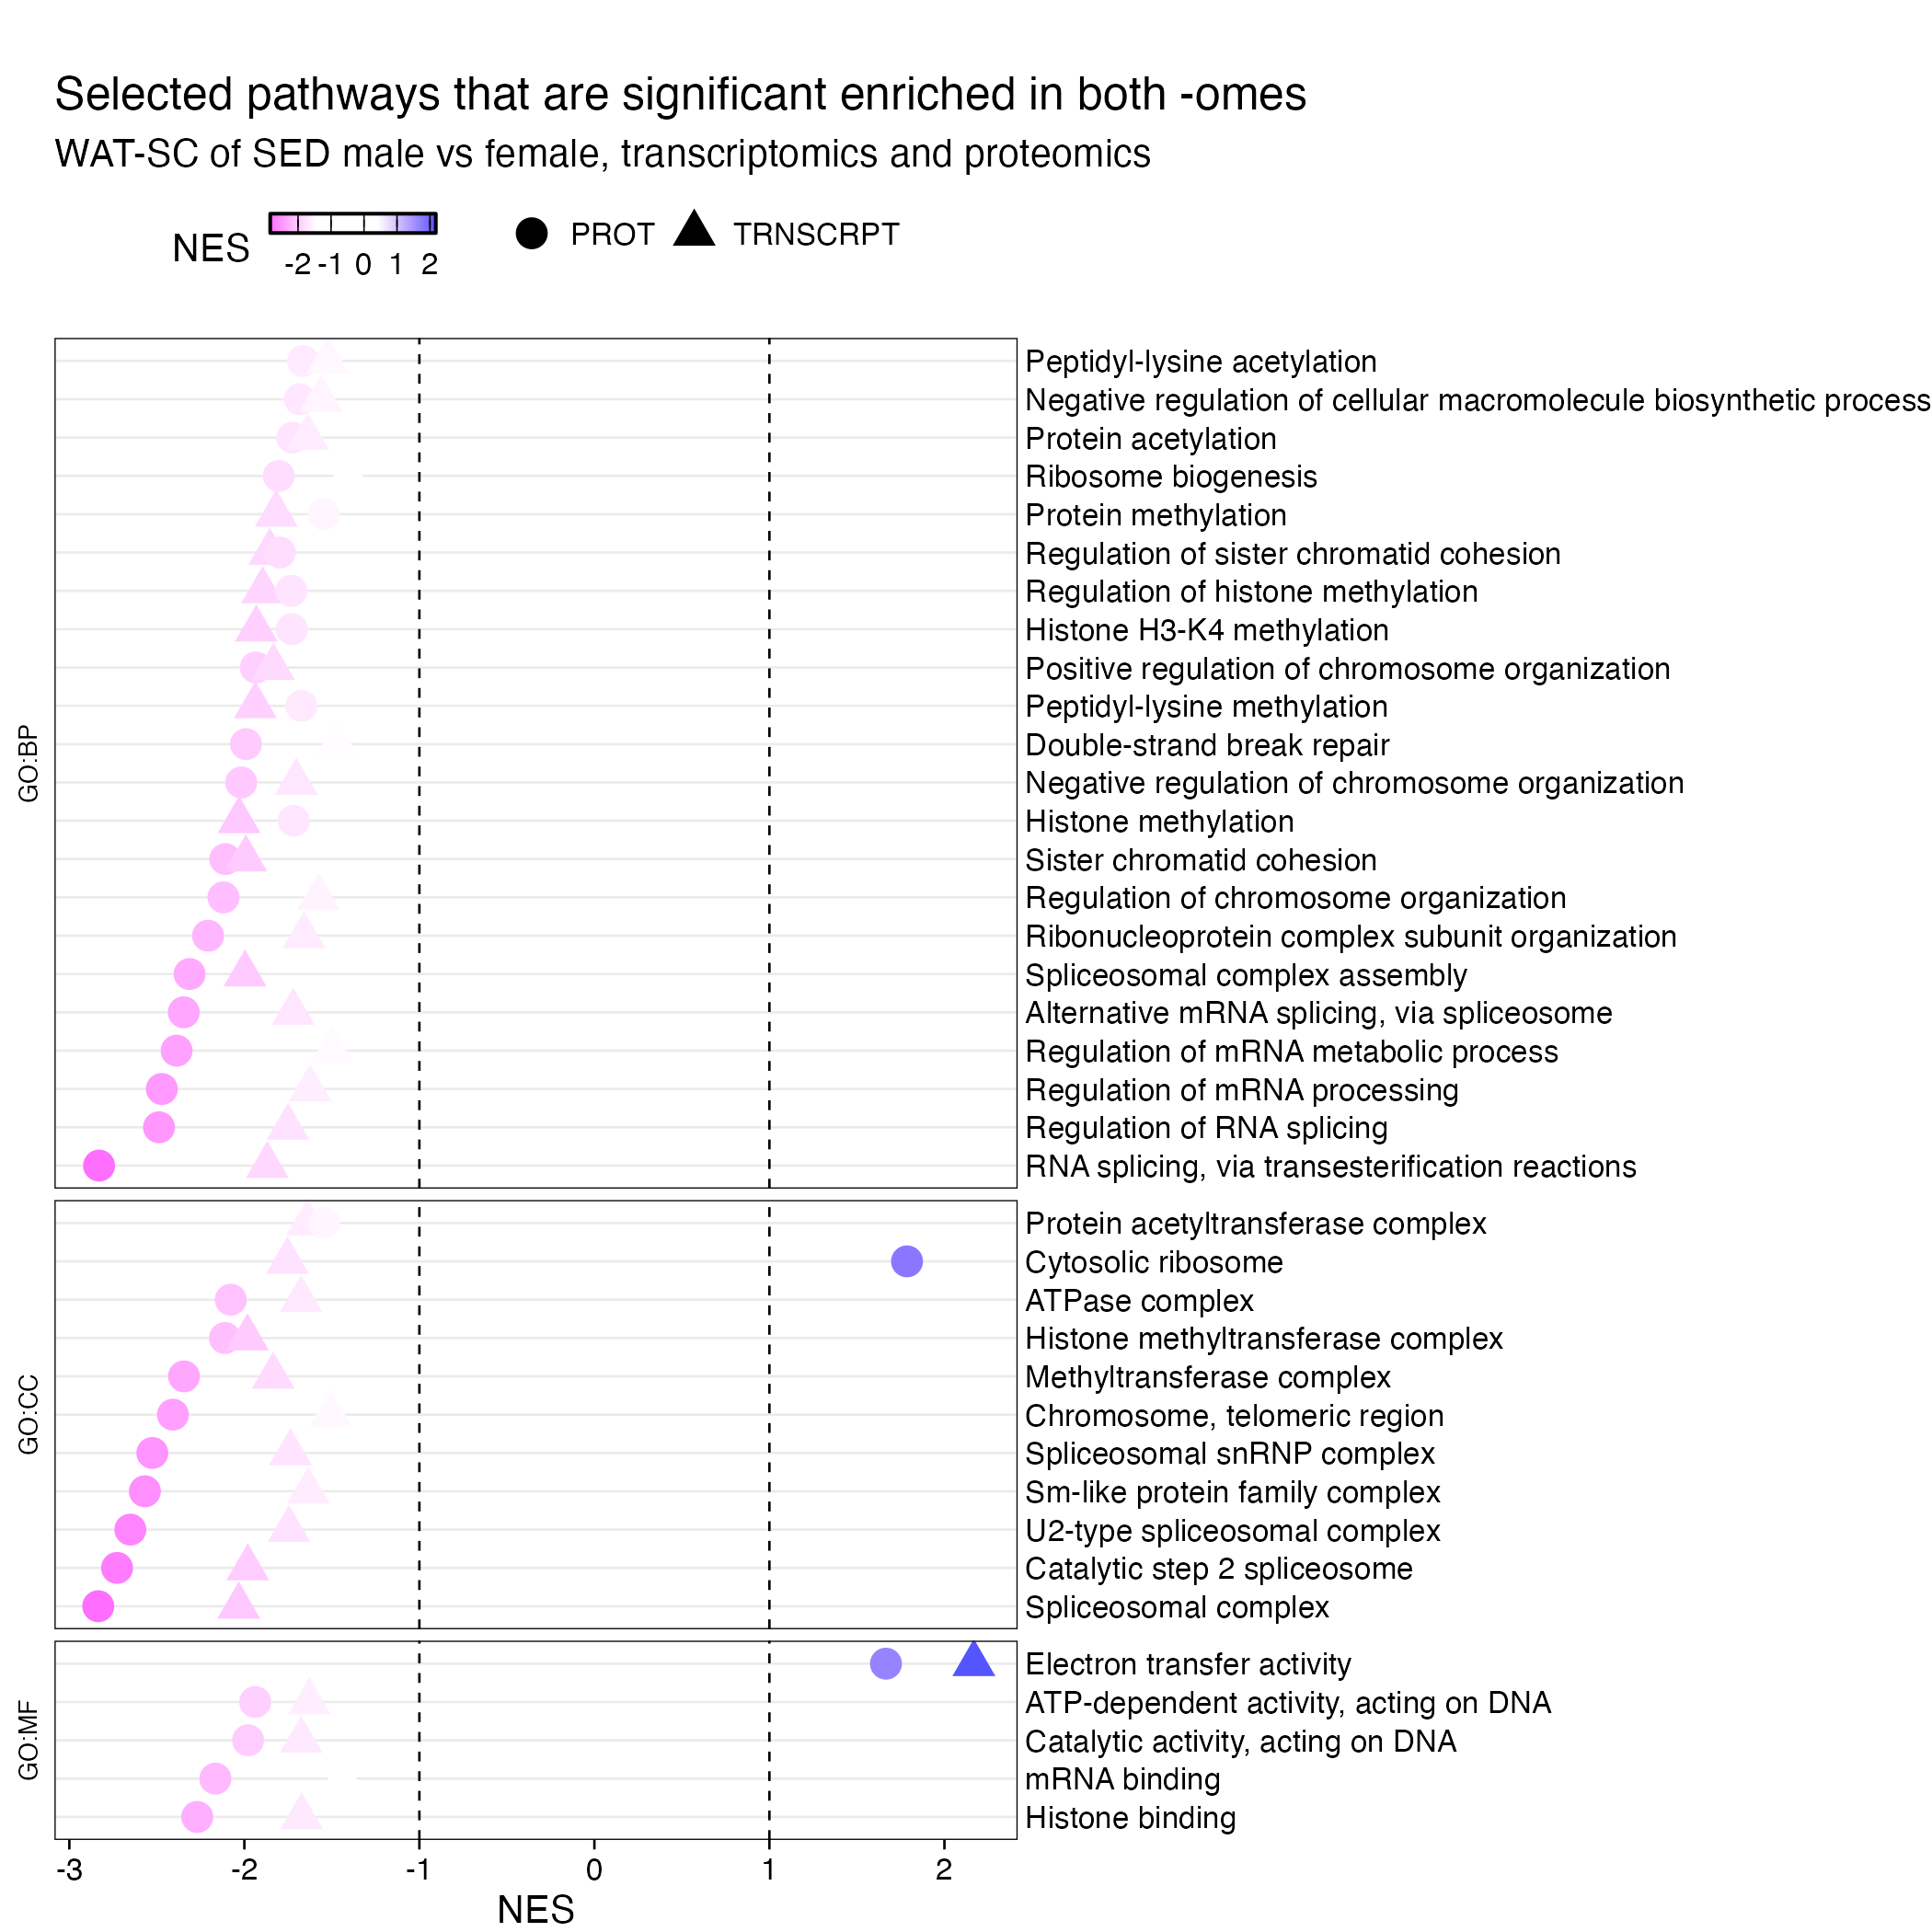 Selected pathways that are significant enriched in both -omes
WAT-SC of SED male vs female, transcriptomics and proteomics
NES
-2 -1 0 1 2
PROT
TRNSCRPT
GO:BP
Peptidyl-lysine acetylation
Negative regulation of cellular macromolecule biosynthetic process
Protein acetylation
Ribosome biogenesis
Protein methylation
Regulation of sister chromatid cohesion
Regulation of histone methylation
Histone H3-K4 methylation
Positive regulation of chromosome organization
Peptidyl-lysine methylation
Double-strand break repair
Negative regulation of chromosome organization
Histone methylation
Sister chromatid cohesion
Regulation of chromosome organization
Ribonucleoprotein complex subunit organization
Spliceosomal complex assembly
Alternative mRNA splicing, via spliceosome
Regulation of mRNA metabolic process
Regulation of mRNA processing
Regulation of RNA splicing
RNA splicing, via transesterification reactions
GO:CC
Protein acetyltransferase complex
Cytosolic ribosome
ATPase complex
Histone methyltransferase complex
Methyltransferase complex
Chromosome, telomeric region
Spliceosomal snRNP complex
Sm-like protein family complex
U2-type spliceosomal complex
Catalytic step 2 spliceosome
Spliceosomal complex
GO:MF
Electron transfer activity
ATP-dependent activity, acting on DNA
Catalytic activity, acting on DNA
mRNA binding
Histone binding
-3 -2 -1 0 1 2
NES